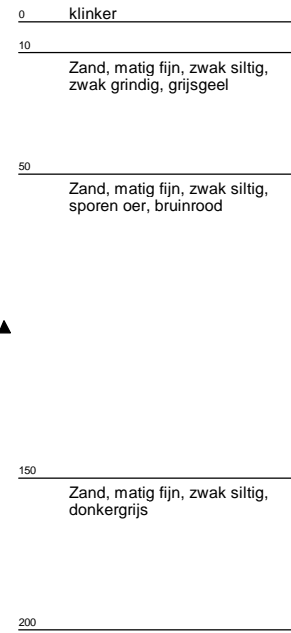 0 klinker
10
Zand, matig fijn, zwak siltig,
zwak grindig, grijsgeel
50
Zand, matig fijn, zwak siltig,
sporen oer, bruinrood
150
Zand, matig fijn, zwak siltig,
donkergrijs
200